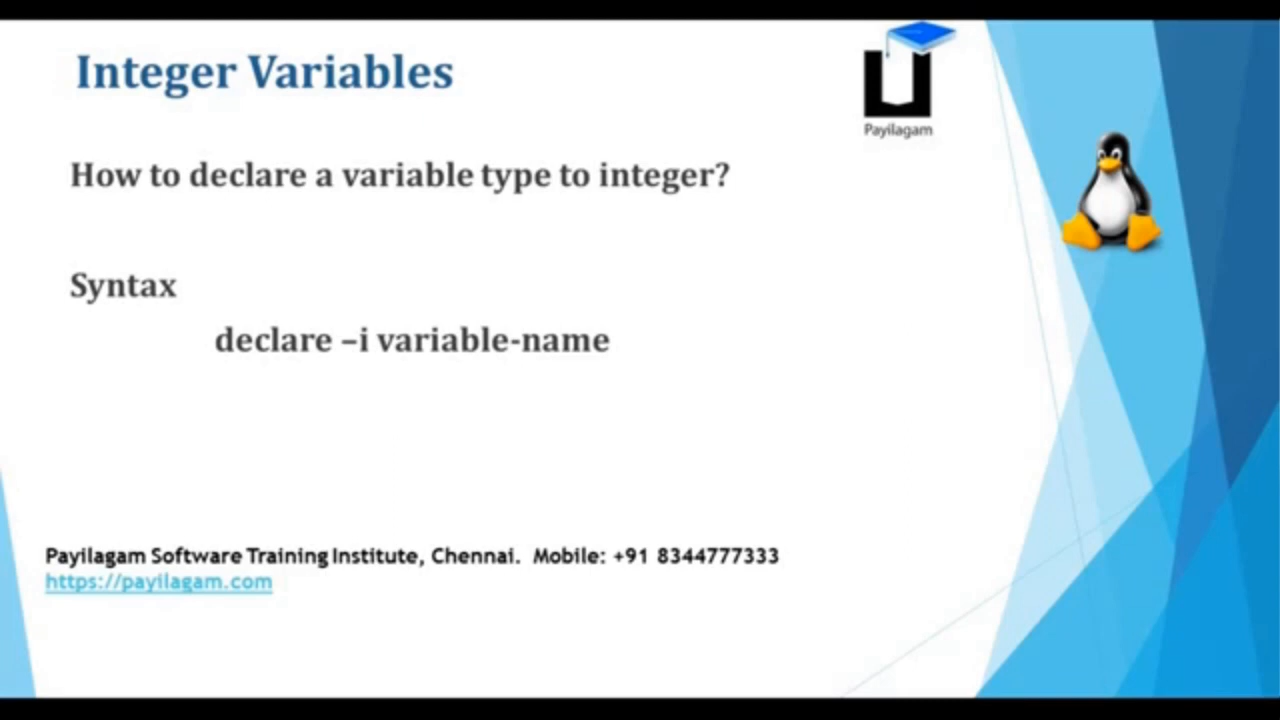 Integer Variables
Payilagam
How to declare a variable type to integer?
Syntax
declare –i variable-name
Payilagam Software Training Institute, Chennai. Mobile: +91 8344777333
https://payilagam.com